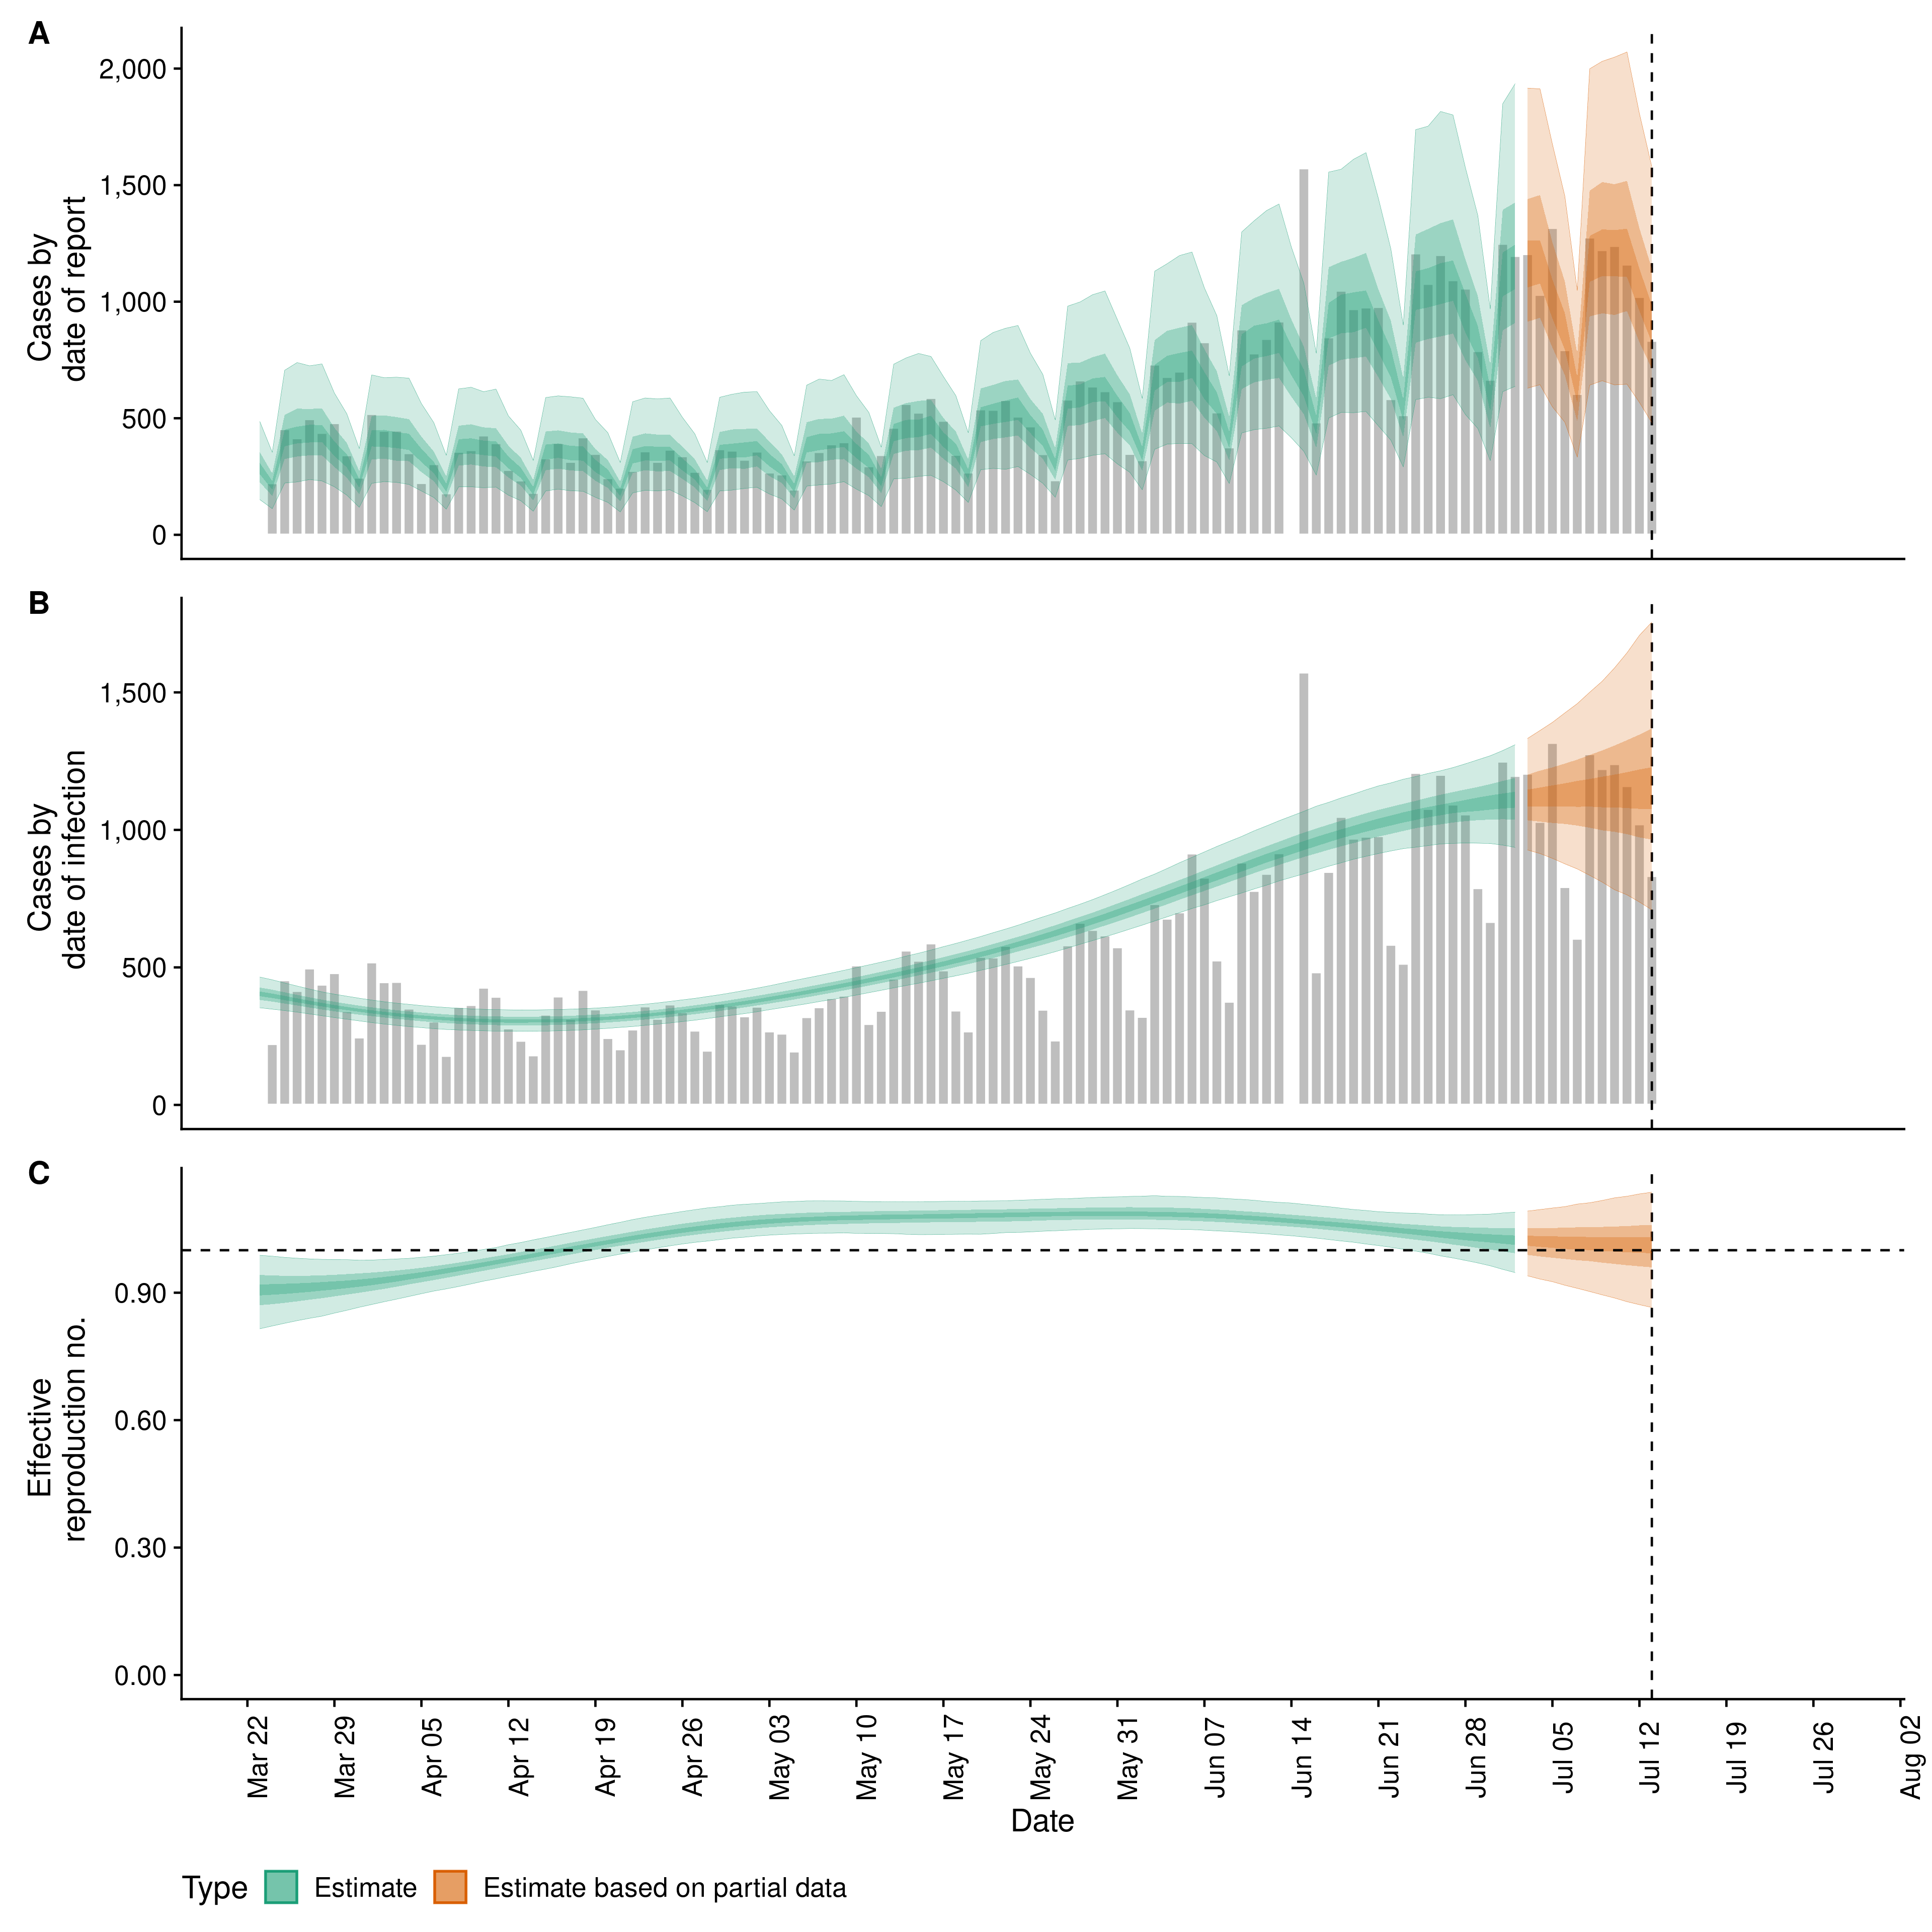 A
2,000
1,500
1,000
500
0
Cases by
date of report
B
1,500
1,000
500
0
Cases by
date of infection
C
0.90
0.60
0.30
0.00
Effective
reproduction no.
Mar 22
Mar 29
Apr 05
Apr 12
Apr 19
Apr 26
May 03
May 10
May 17
May 24
May 31
Jun 07
Jun 14
Jun 21
Jun 28
Jul 05
Jul 12
Jul 19
Jul 26
Aug 02
Date
Type Estimate Estimate based on partial data